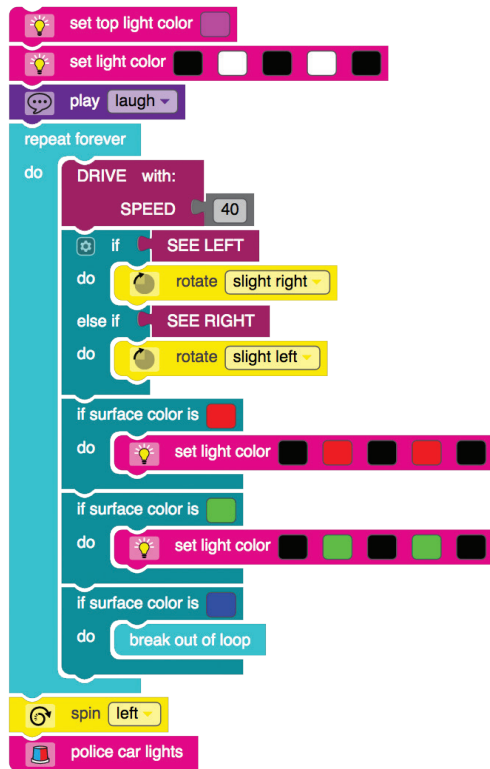 set top light color
set light color
play laugh
repeat forever
do DRIVE with:
SPEED 40
if SEE LEFT
do rotate slight right
else if SEE RIGHT
do rotate slight left
if surface color is
do set light color
if surface color is
do set light color
if surface color is
do break out of loop
spin left
police car lights